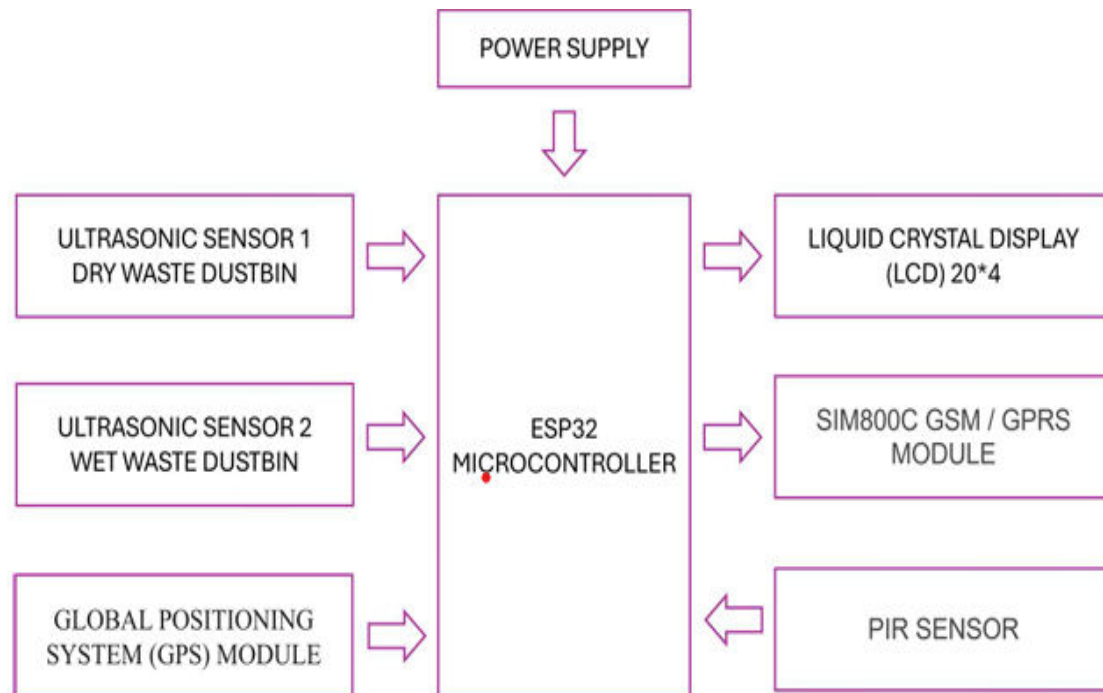 POWER SUPPLY
ULTRASONIC SENSOR 1
DRY WASTE DUSTBIN
LIQUID CRYSTAL DISPLAY
(LCD) 20*4
ULTRASONIC SENSOR 2
WET WASTE DUSTBIN
ESP32
MICROCONTROLLER
SIM800C GSM / GPRS
MODULE
GLOBAL POSITIONING
SYSTEM (GPS) MODULE
PIR SENSOR